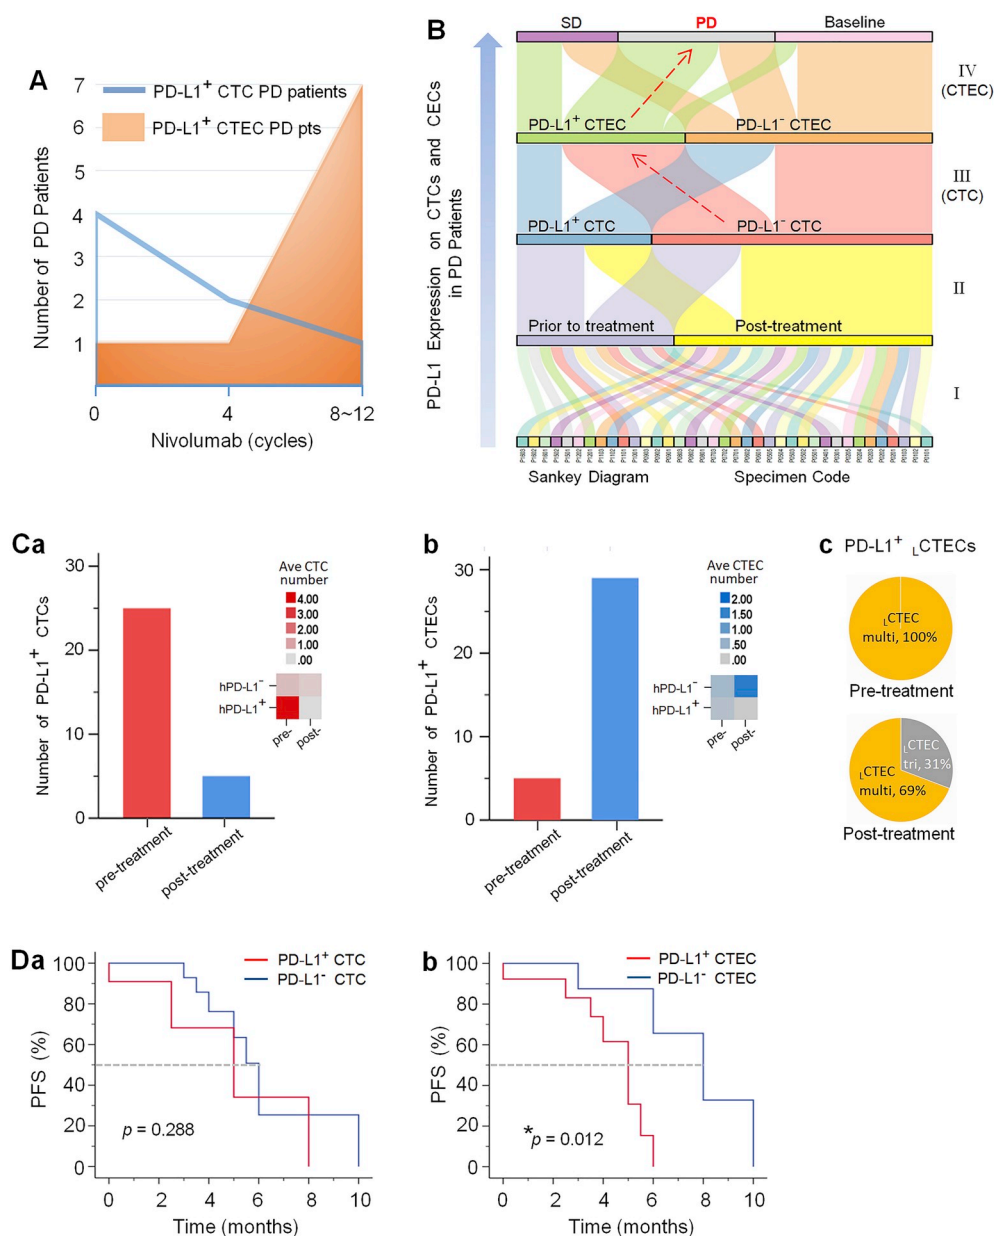 A
7
6
5
4
3
2
1
Number of PD Patients
PD-L1⁺ CTC PD patients
PD-L1⁺ CTEC PD pts
0
4
8~12
Nivolumab (cycles)
B
PD-L1 Expression on CTCs and CECs
in PD Patients
SD
PD
Baseline
IV
(CTEC)
PD-L1⁺ CTEC
PD-L1⁻ CTEC
III
(CTC)
PD-L1⁺ CTC
PD-L1⁻ CTC
II
Prior to treatment
Post-treatment
I
Sankey Diagram
Specimen Code
Ca
Number of PD-L1⁺ CTCs
30
20
10
0
pre-treatment
post-treatment
Ave CTC
number
4.00
3.00
2.00
1.00
.00
hPD-L1⁻
hPD-L1⁺
pre-
post-
b
Number of PD-L1⁺ CTECs
30
20
10
0
pre-treatment
post-treatment
Ave CTEC
number
2.00
1.50
1.00
.50
.00
hPD-L1⁻
hPD-L1⁺
pre-
post-
c PD-L1⁺ LCTECs
LCTEC
multi, 100%
Pre-treatment
LCTEC
tri, 31%
LCTEC
multi, 69%
Post-treatment
Da
PD-L1⁺ CTC
PD-L1⁻ CTC
PFS (%)
100
80
60
40
20
0
p = 0.288
0
2
4
6
8
10
Time (months)
b
PD-L1⁺ CTEC
PD-L1⁻ CTEC
PFS (%)
100
80
60
40
20
0
*p = 0.012
0
2
4
6
8
10
Time (months)